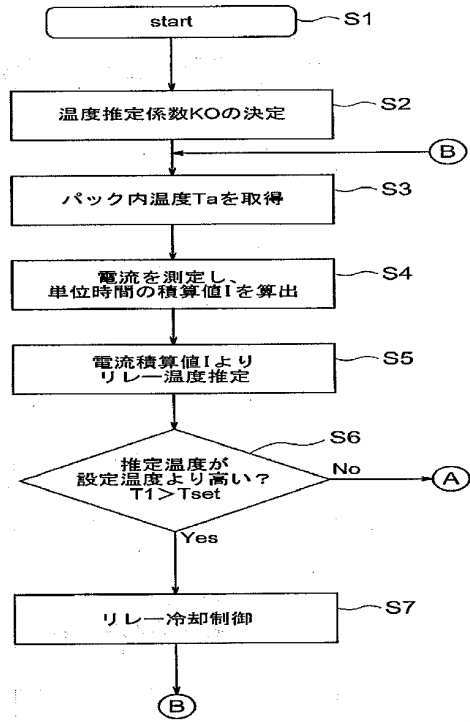 start
S1
温度推定係数KOの決定
S2
B
パック内温度Taを取得
S3
電流を測定し、
単位時間の積算値Iを算出
S4
電流積算値Iより
リレー温度推定
S5
推定温度が
設定温度より高い?
T1>Tset
S6
No
A
Yes
リレー冷却制御
S7
B